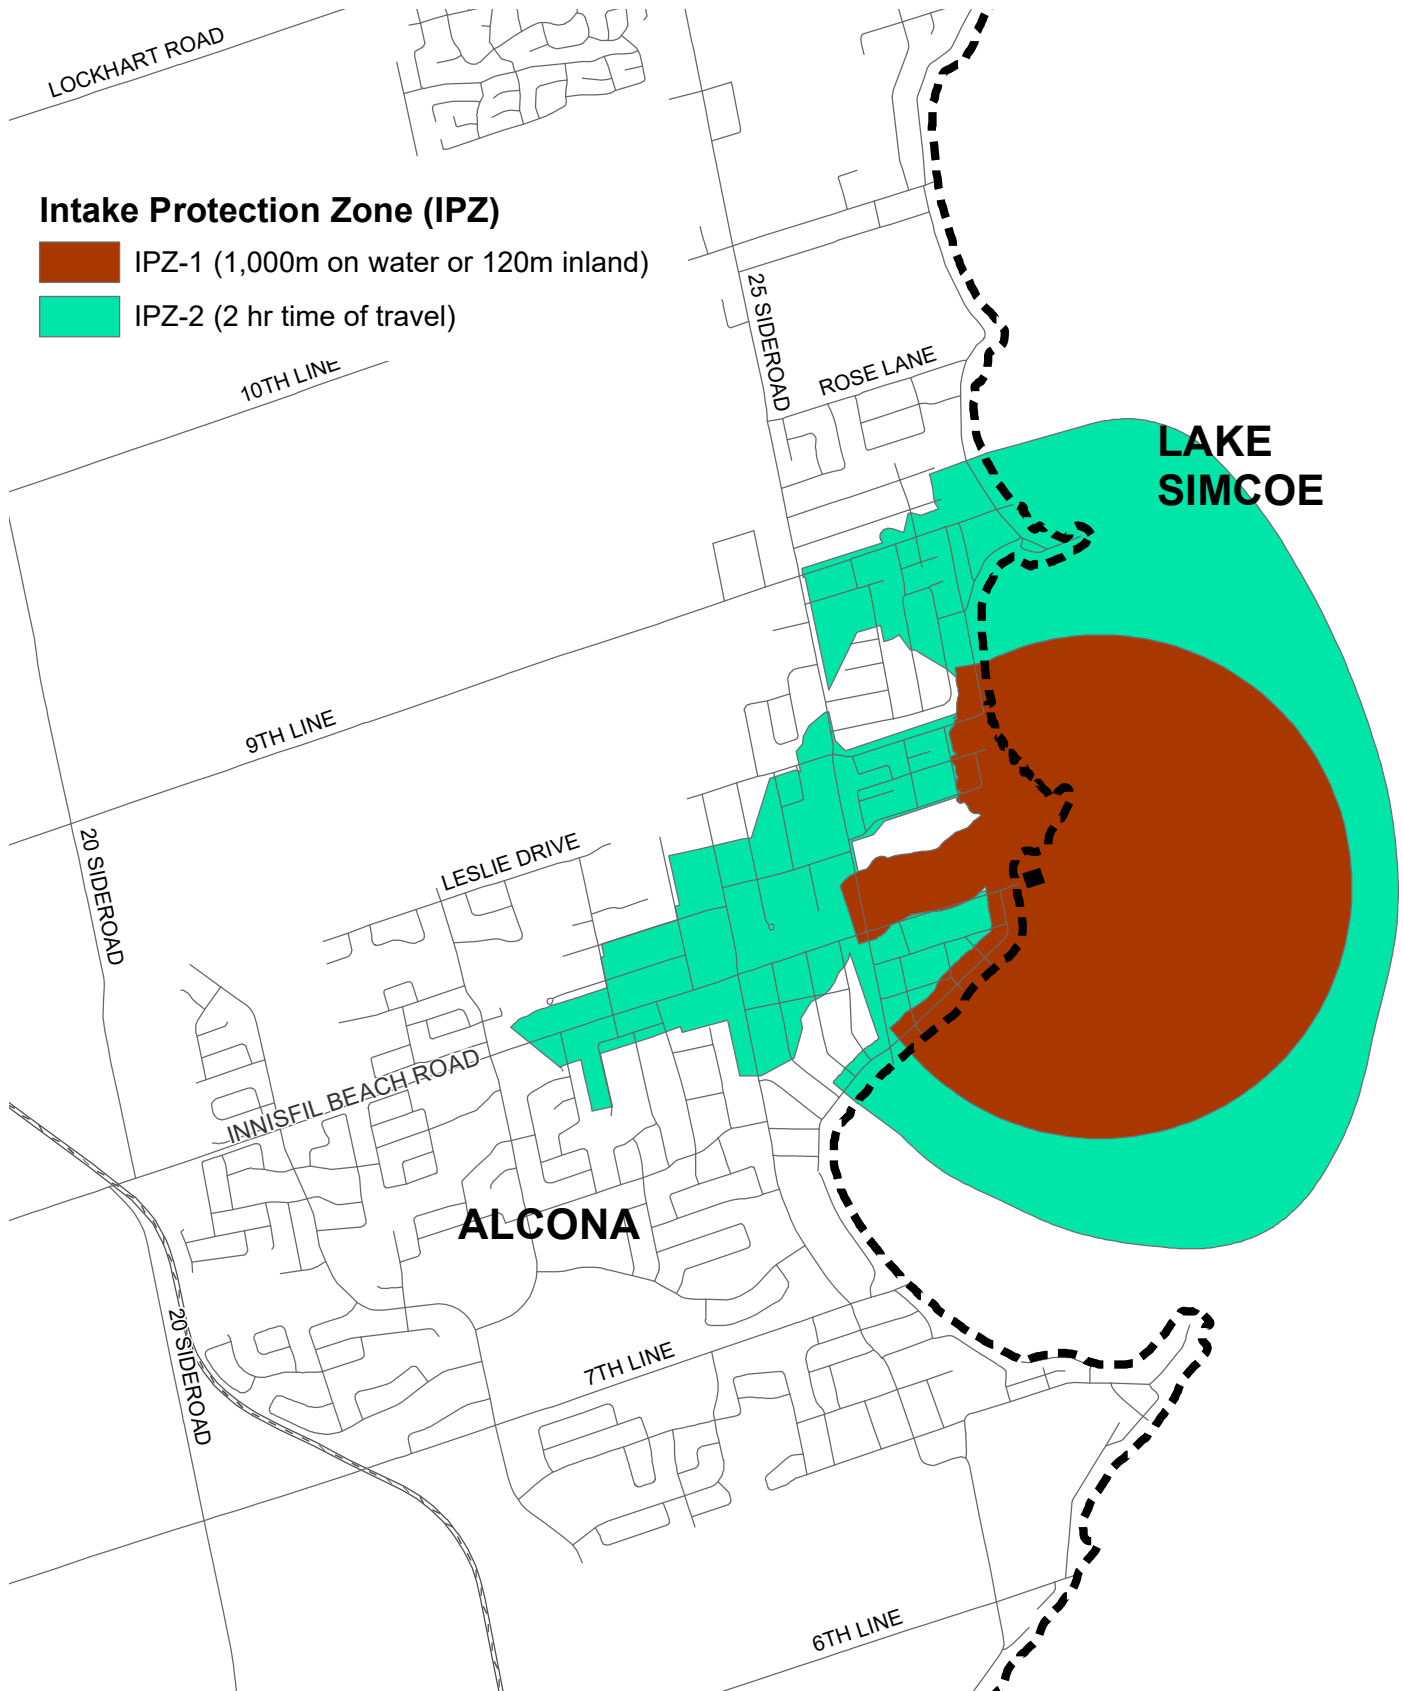 LOCKHART ROAD
Intake Protection Zone (IPZ)
IPZ-1 (1,000m on water or 120m inland)
IPZ-2 (2 hr time of travel)
25 SIDEROAD
ROSE LANE
10TH LINE
LAKE
SIMCOE
9TH LINE
20 SIDEROAD
LESLIE DRIVE
INNISFIL BEACH ROAD
ALCONA
20 SIDEROAD
7TH LINE
6TH LINE